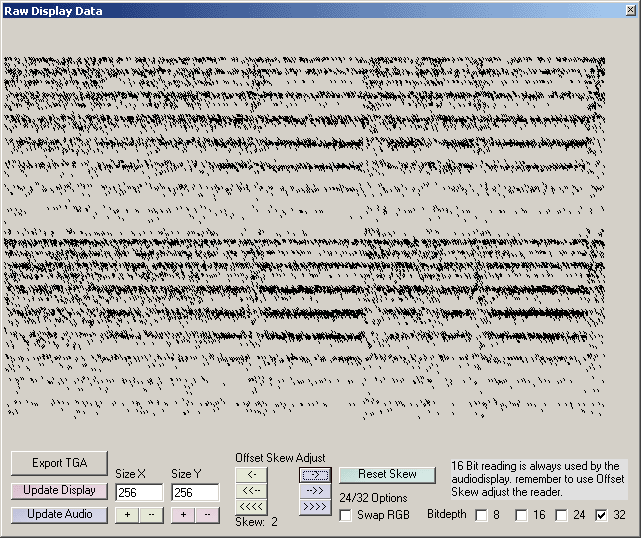 Raw Display Data
Export TGA
Update Display
Update Audio
Size X
256
+ --
Size Y
256
+ --
Offset Skew Adjust
<- ->
<<-- -->>
<<<< >>>>
Skew: 2
Reset Skew
24/32 Options
Swap RGB
16 Bit reading is always used by the
audiodisplay. remember to use Offset
Skew adjust the reader.
Bitdepth 8 16 24 32